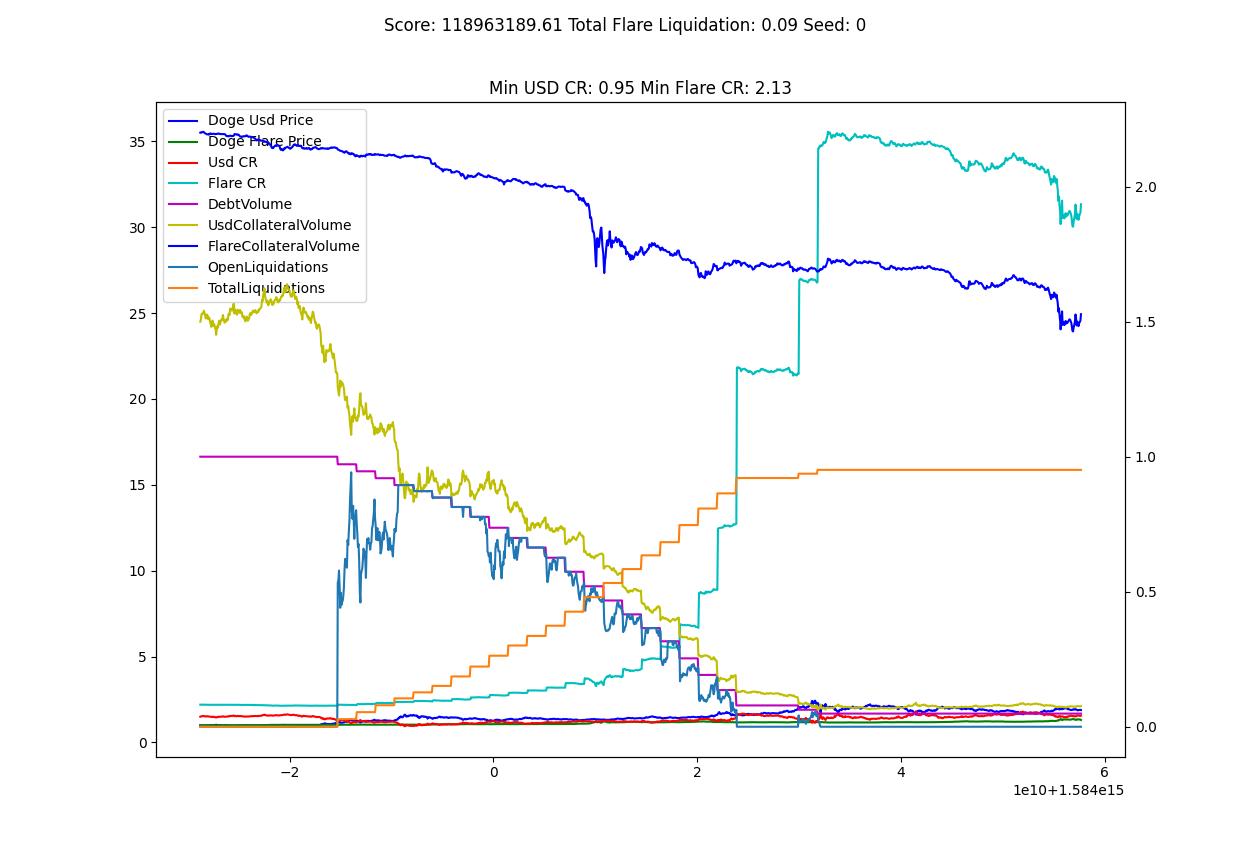 Score: 118963189.61 Total Flare Liquidation: 0.09 Seed: 0
Min USD CR: 0.95 Min Flare CR: 2.13
Doge Usd Price
Doge Flare Price
Usd CR
Flare CR
DebtVolume
UsdCollateralVolume
FlareCollateralVolume
OpenLiquidations
TotalLiquidations
35
30
25
20
15
10
5
0
2.0
1.5
1.0
0.5
0.0
−2
0
2
4
6
1e10+1.584e15